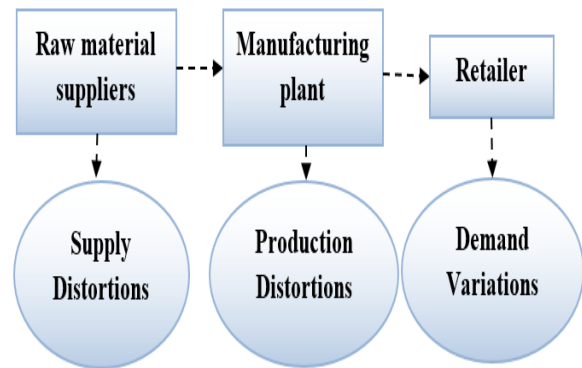 Raw material
suppliers
Manufacturing
plant
Retailer
Supply
Distortions
Production
Distortions
Demand
Variations